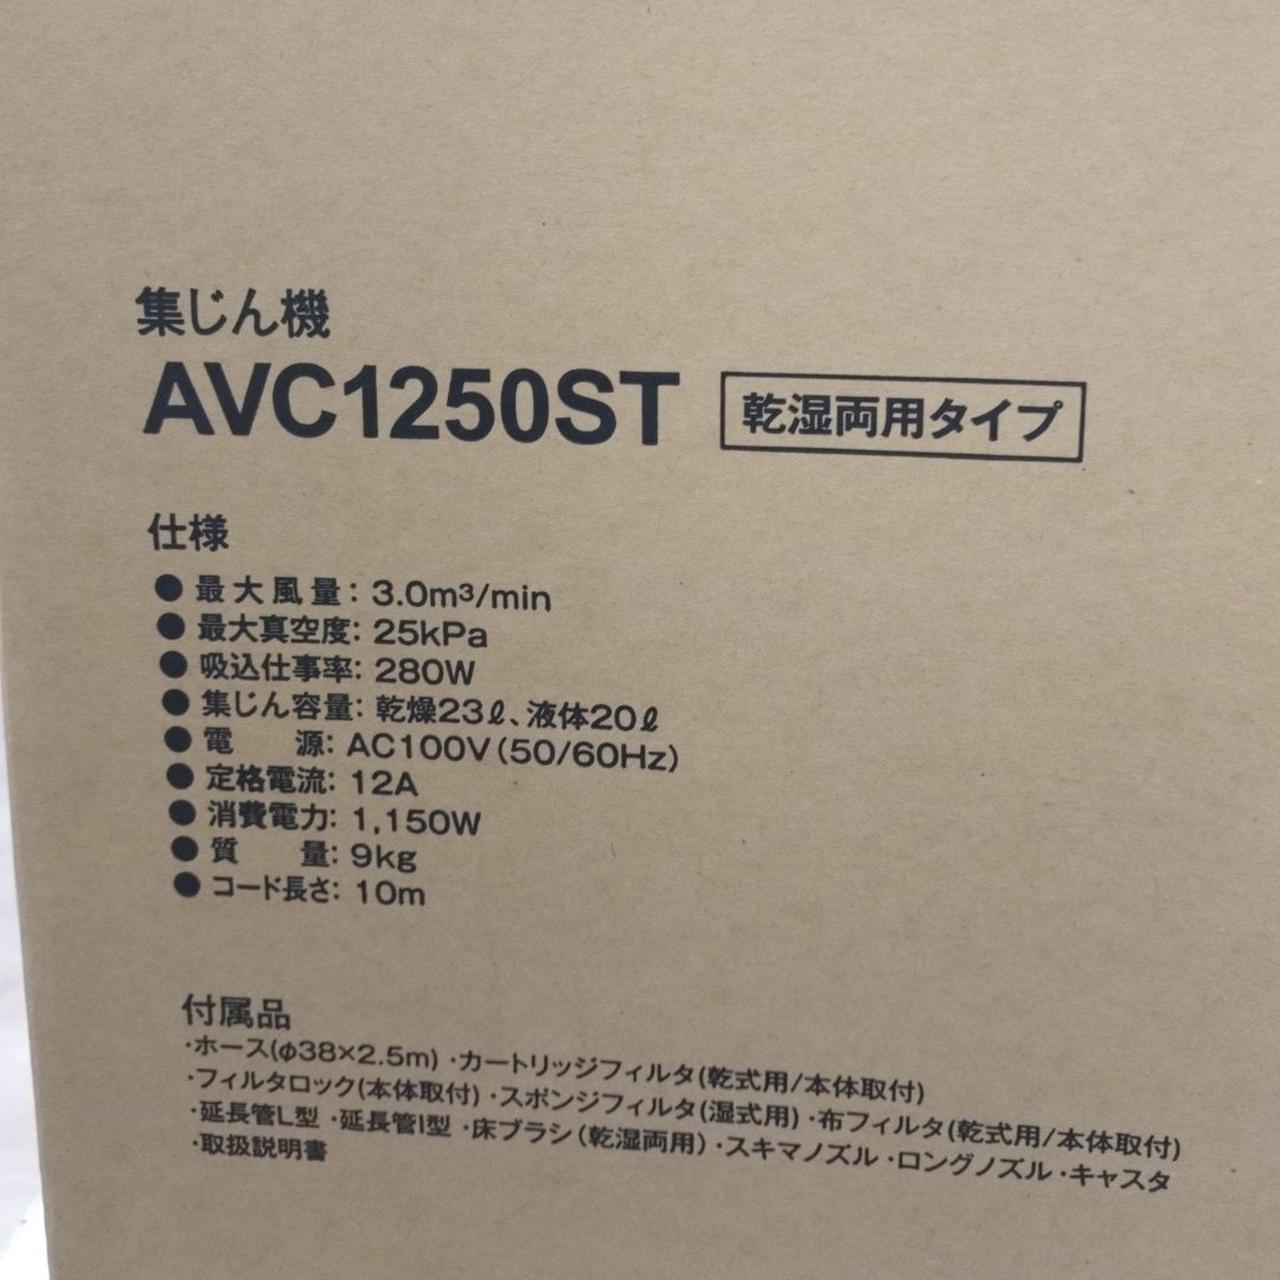 集じん機
AVC1250ST 乾湿両用タイプ
仕様
●最大風量：3.0m³/min
●最大真空度：25kPa
●吸込仕事率：280W
●集じん容量：乾燥23ℓ、液体20ℓ
●電　　源：AC100V（50/60Hz）
●定格電流：12A
●消費電力：1,150W
●質　　量：9kg
●コード長さ：10m
付属品
・ホース(φ38×2.5m) ・カートリッジフィルタ(乾式用/本体取付)
・フィルタロック(本体取付) ・スポンジフィルタ(湿式用) ・布フィルタ(乾式用/本体取付)
・延長管L型 ・延長管I型 ・床ブラシ（乾湿両用） ・スキマノズル ・ロングノズル ・キャスタ
・取扱説明書